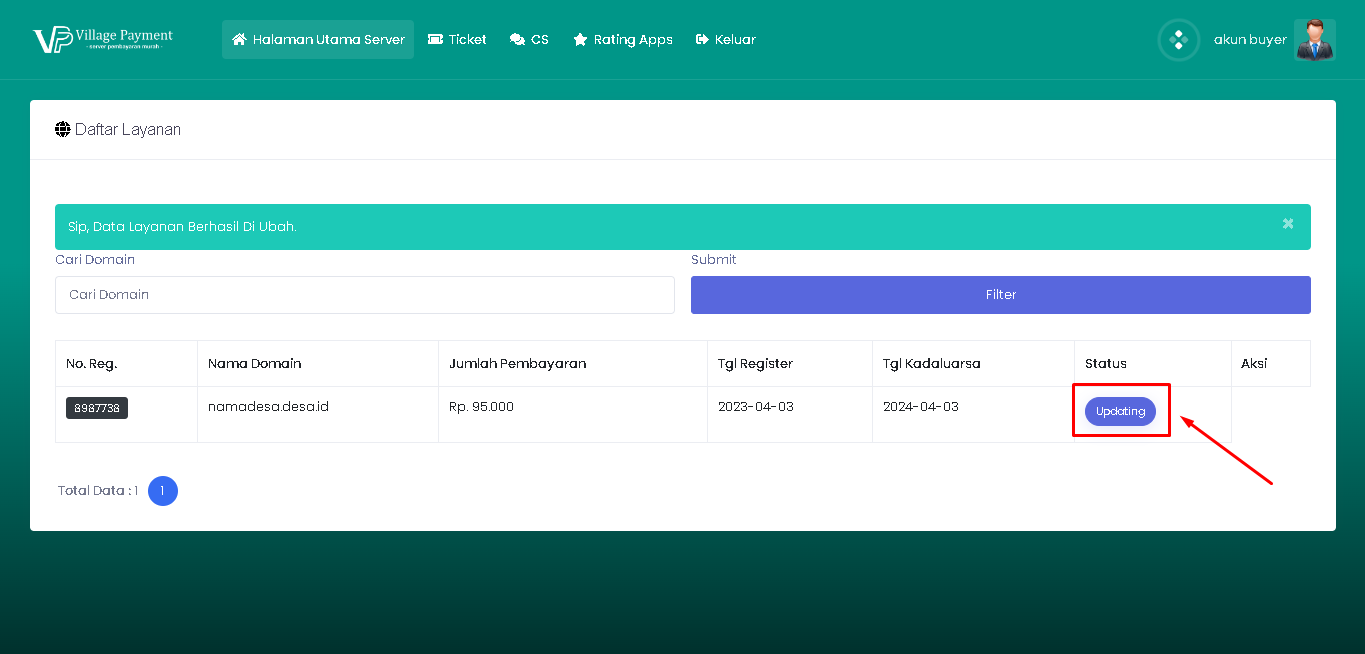 VP Village Payment
- server pembayaran murah -
Halaman Utama Server
Ticket
CS
Rating Apps
Keluar
akun buyer
Daftar Layanan
Sip, Data Layanan Berhasil Di Ubah.
×
Cari Domain
Submit
Cari Domain
Filter
No. Reg. Nama Domain Jumlah Pembayaran Tgl Register Tgl Kadaluarsa Status Aksi
8987738 namadesa.desa.id Rp. 95.000 2023-04-03 2024-04-03 Updating
Total Data : 1 1